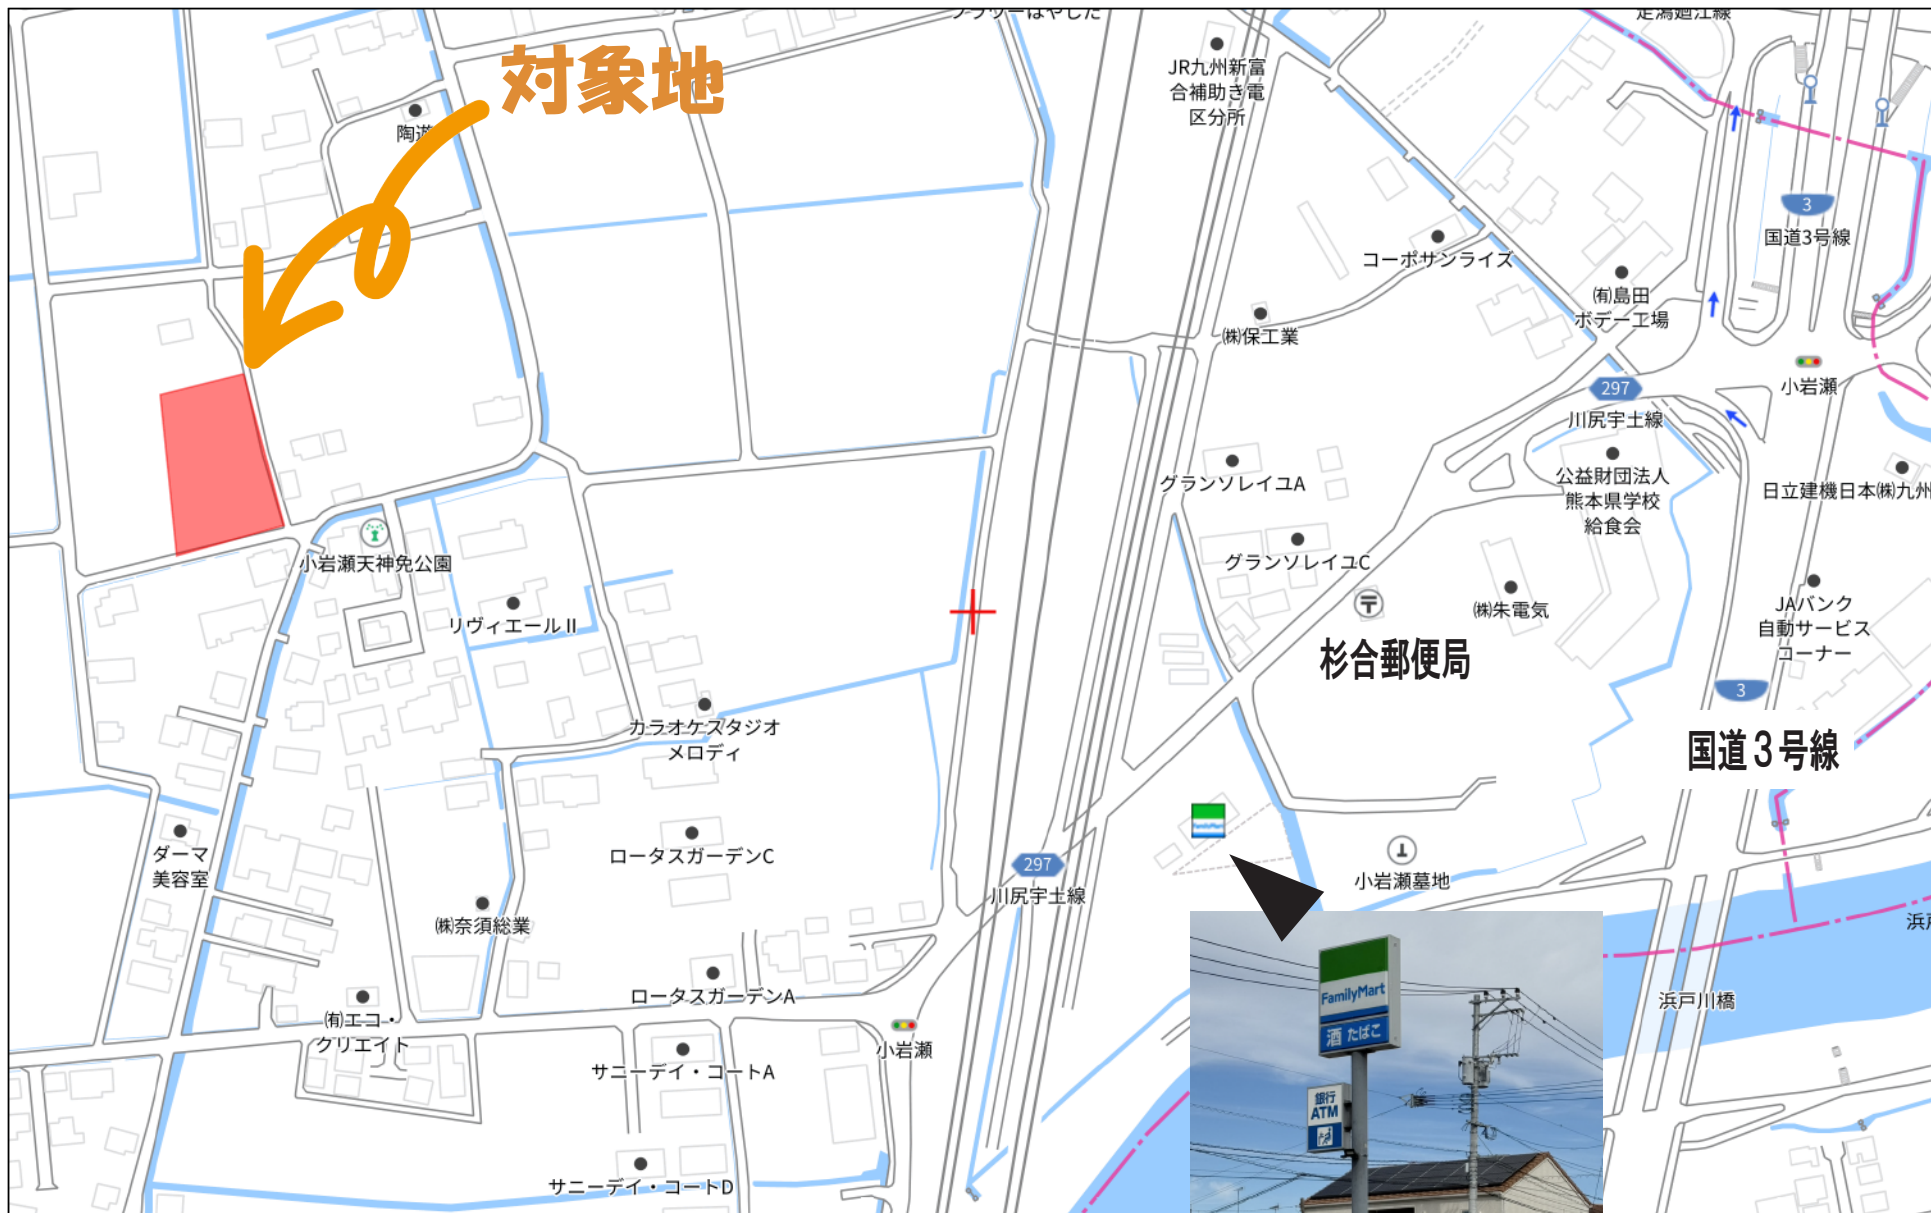 対象地
陶遊
JR九州新富
合補助き電
区分所
3
国道3号線
コーポサンライズ
㈲島田
ボデー工場
㈱保工業
297
川尻宇土線
小岩瀬
グランソレイユA
公益財団法人
熊本県学校
給食会
日立建機日本㈱九州
小岩瀬天神免公園
グランソレイユC
リヴィエールⅡ
㈱朱電気
JAバンク
自動サービス
コーナー
杉合郵便局
3
国道3号線
カラオケスタジオ
メロディ
ダーマ
美容室
ロータスガーデンC
297
川尻宇土線
小岩瀬墓地
㈱奈須総業
ロータスガーデンA
浜戸川橋
㈲エコ・
クリエイト
小岩瀬
サニーデイ・コートA
サニーデイ・コートD
FamilyMart
FamilyMart
酒 たばこ
銀行
ATM